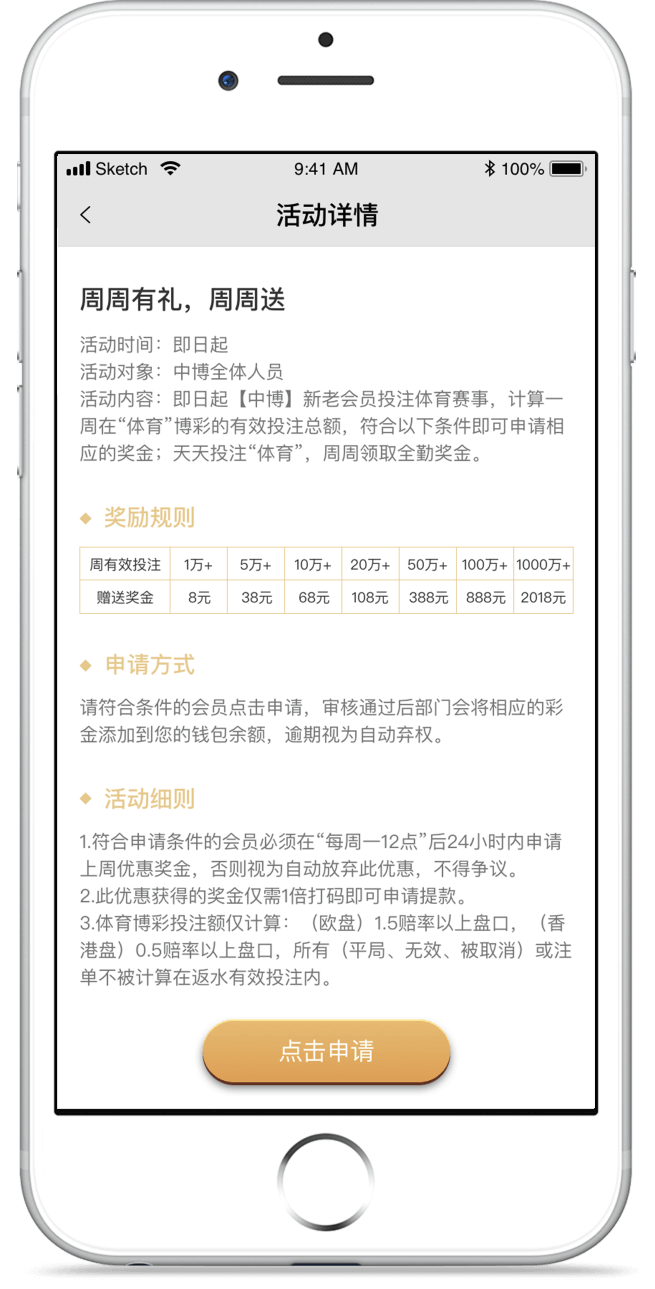 Sketch 9:41 AM 100%
活动详情
周周有礼，周周送
活动时间：即日起
活动对象：中博全体人员
活动内容：即日起【中博】新老会员投注体育赛事，计算一
周在“体育”博彩的有效投注总额，符合以下条件即可申请相
应的奖金；天天投注“体育”，周周领取全勤奖金。
奖励规则
周有效投注 1万+ 5万+ 10万+ 20万+ 50万+ 100万+ 1000万+
赠送奖金 8元 38元 68元 108元 388元 888元 2018元
申请方式
请符合条件的会员点击申请，审核通过后部门会将相应的彩
金添加到您的钱包余额，逾期视为自动弃权。
活动细则
1.符合申请条件的会员必须在“每周一12点”后24小时内申请
上周优惠奖金，否则视为自动放弃此优惠，不得争议。
2.此优惠获得的奖金仅需1倍打码即可申请提款。
3.体育博彩投注额仅计算：（欧盘）1.5赔率以上盘口，（香
港盘）0.5赔率以上盘口，所有（平局、无效、被取消）或注
单不被计算在返水有效投注内。
点击申请